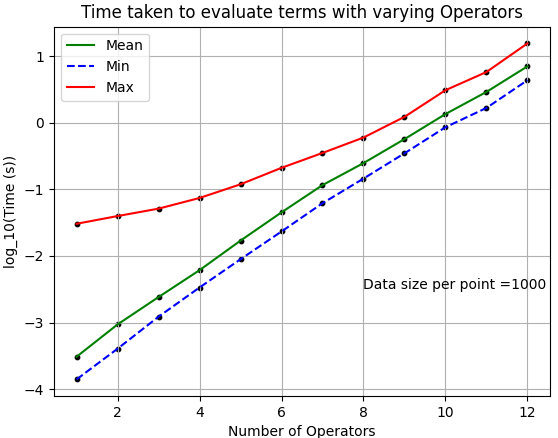 Time taken to evaluate terms with varying Operators
Mean
Min
Max
1
0
−1
−2
−3
−4
log_10(Time (s))
Data size per point =1000
2
4
6
8
10
12
Number of Operators